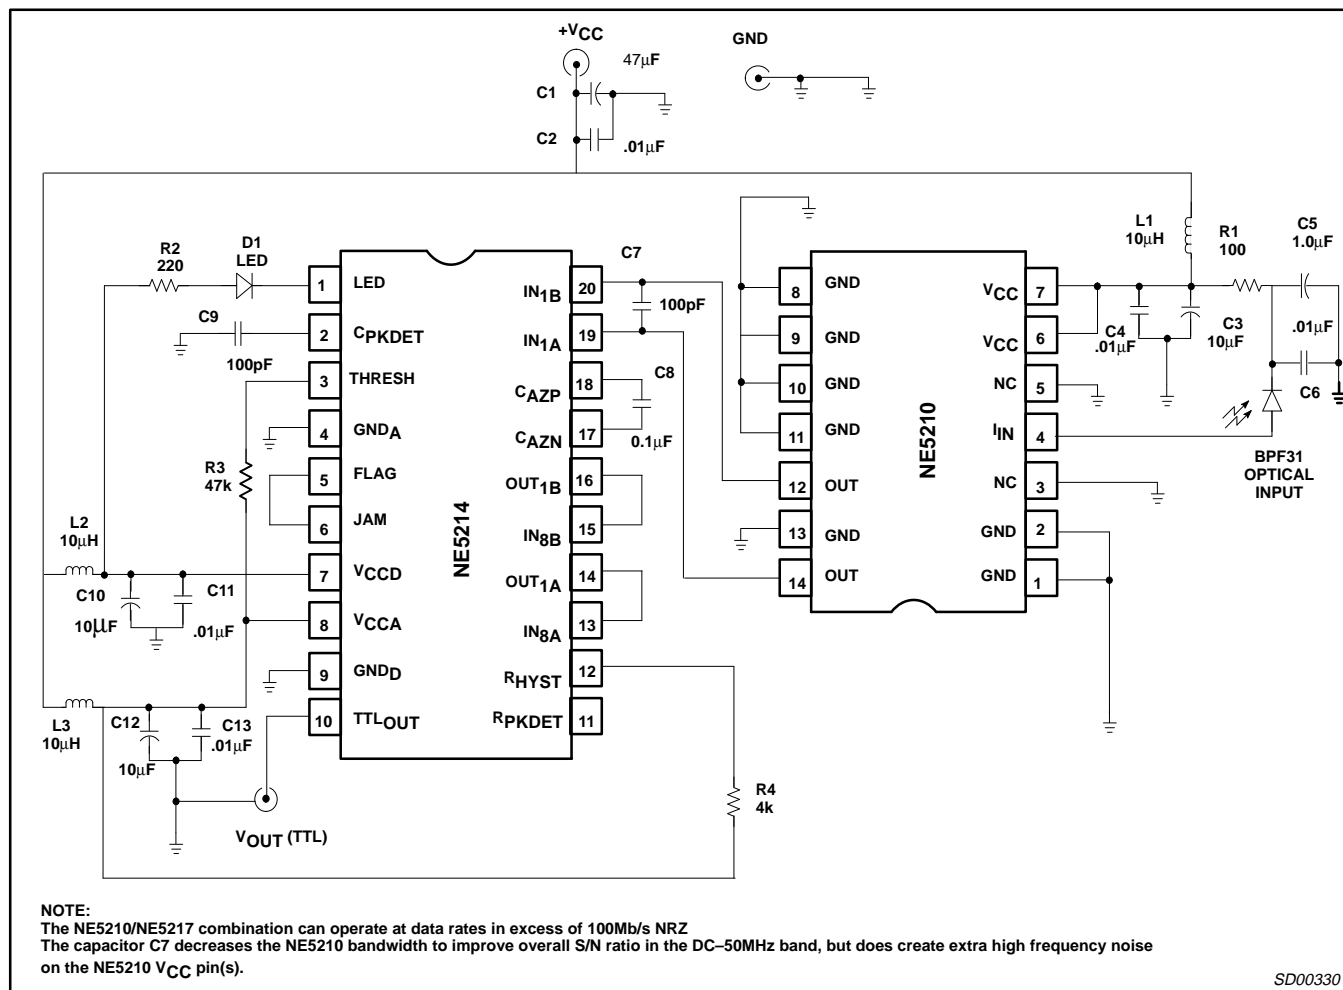 +VCC
GND
47μF
C1
C2
.01μF
R2
220
D1
LED
C9
100pF
R3
47k
L2
10μH
C10
10μF
C11
.01μF
L3
10μH
C12
10μF
C13
.01μF
VOUT (TTL)
NE5214
1 LED
2 CPKDET
3 THRESH
4 GNDA
5 FLAG
6 JAM
7 VCCD
8 VCCA
9 GNDD
10 TTLOUT
IN1B 20
IN1A 19
CAZP 18
CAZN 17
OUT1B 16
IN8B 15
OUT1A 14
IN8A 13
RHYST 12
RPKDET 11
C7
100pF
C8
0.1μF
R4
4k
NE5210
8 GND
9 GND
10 GND
11 GND
12 OUT
13 GND
14 OUT
VCC 7
VCC 6
NC 5
IIN 4
NC 3
GND 2
GND 1
L1
10μH
R1
100
C5
1.0μF
C4
.01μF
C3
10μF
.01μF
C6
BPF31
OPTICAL
INPUT
NOTE:
The NE5210/NE5217 combination can operate at data rates in excess of 100Mb/s NRZ
The capacitor C7 decreases the NE5210 bandwidth to improve overall S/N ratio in the DC–50MHz band, but does create extra high frequency noise
on the NE5210 VCC pin(s).
SD00330